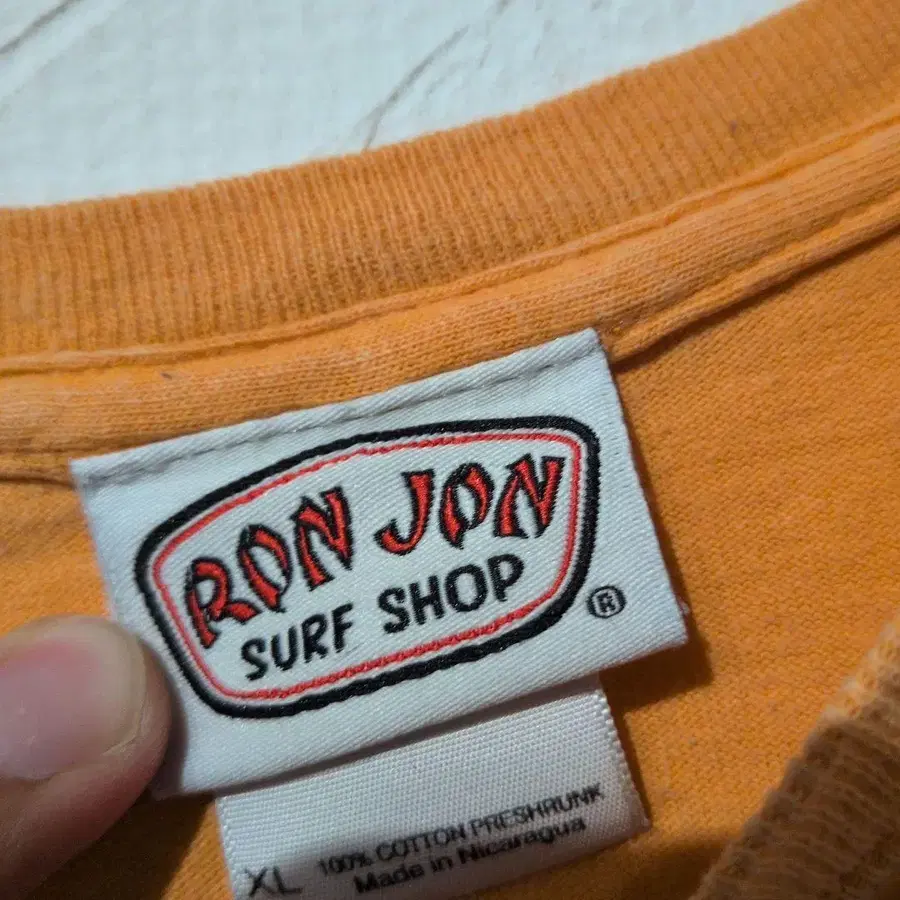 RON JON
SURF SHOP
®
XL 100% COTTON PRESHRUNK
Made in Nicaragua